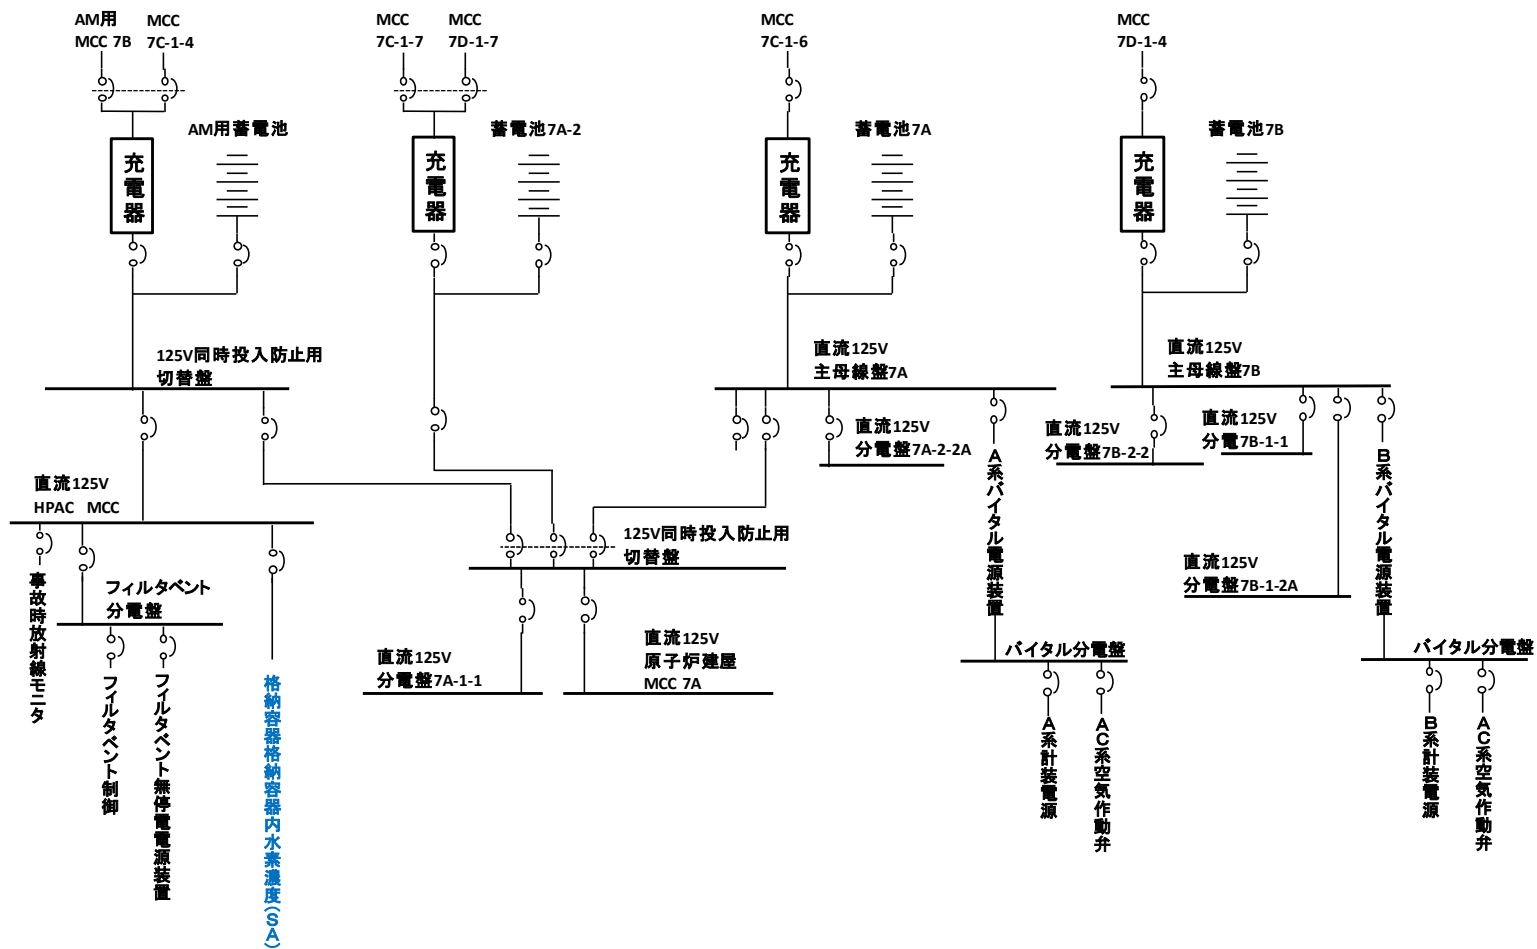 AM用
MCC 7B
MCC
7C-1-4
MCC
7C-1-7
MCC
7D-1-7
MCC
7C-1-6
MCC
7D-1-4
充電器
AM用蓄電池
充電器
蓄電池7A-2
充電器
蓄電池7A
充電器
蓄電池7B
125V同時投入防止用
切替盤
直流125V
主母線盤7A
直流125V
主母線盤7B
直流125V
分電盤7A-2-2A
直流125V
分電盤7B-2-2
直流125V
分電7B-1-1
直流125V
HPAC MCC
125V同時投入防止用
切替盤
A系バイタル電源装置
B系バイタル電源装置
直流125V
分電盤7B-1-2A
フィルタベント
分電盤
事故時放射線モニタ
フィルタベント制御
フィルタベント無停電電源装置
格納容器格納容器内水素濃度(SA)
直流125V
分電盤7A-1-1
直流125V
原子炉建屋
MCC 7A
バイタル分電盤
A系計装電源
AC系空気作動弁
バイタル分電盤
B系計装電源
AC系空気作動弁